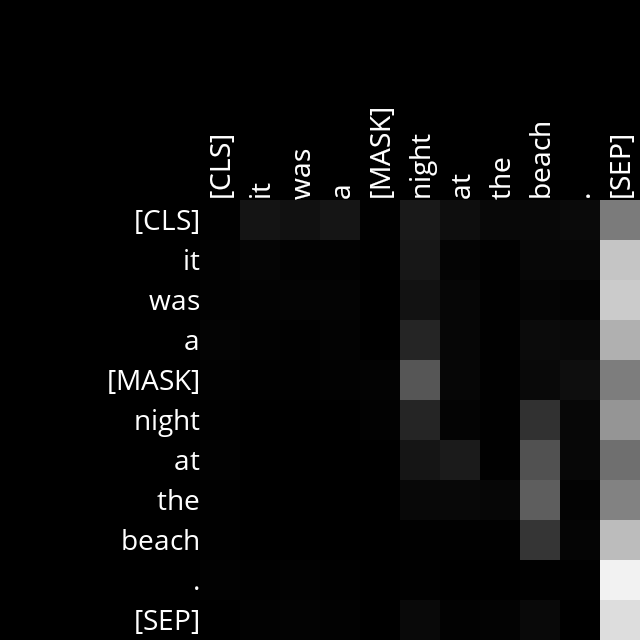 [CLS] it was a [MASK] night at the beach . [SEP]
[CLS]
it
was
a
[MASK]
night
at
the
beach
.
[SEP]